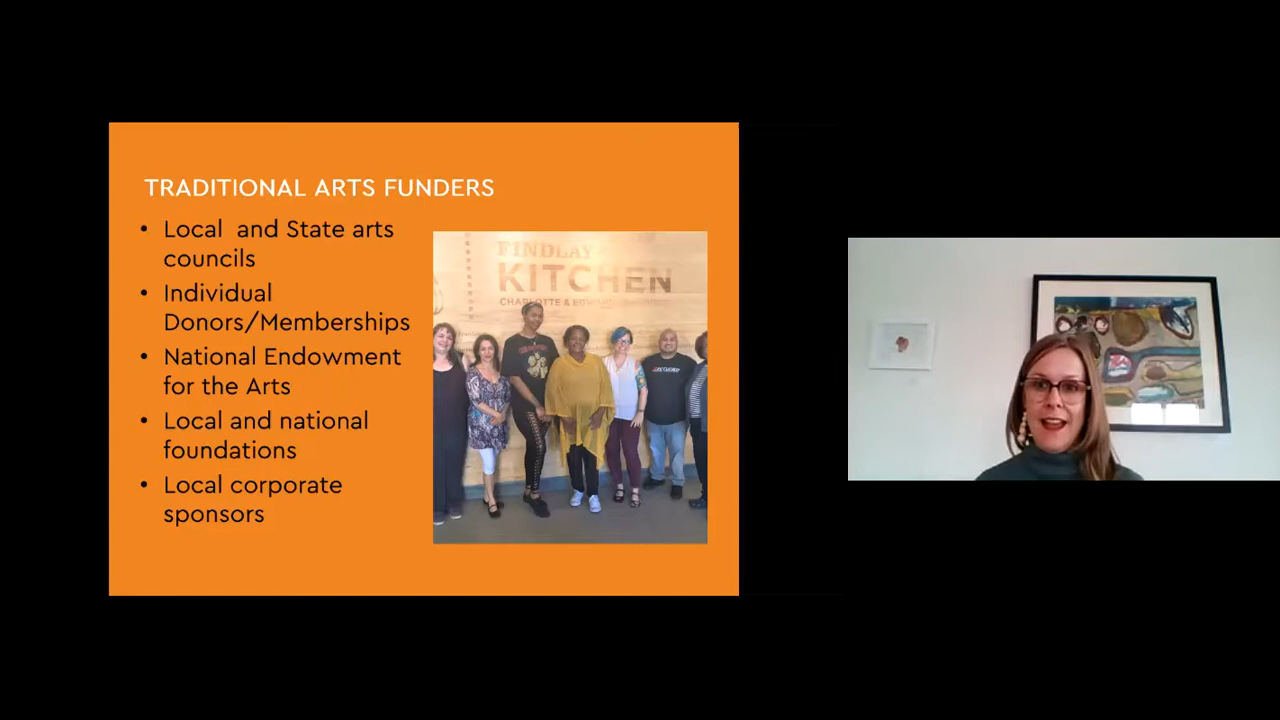 TRADITIONAL ARTS FUNDERS
• Local and State arts
councils
• Individual
Donors/Memberships
• National Endowment
for the Arts
• Local and national
foundations
• Local corporate
sponsors
FINDLAY
KITCHEN
CHARLOTTE &